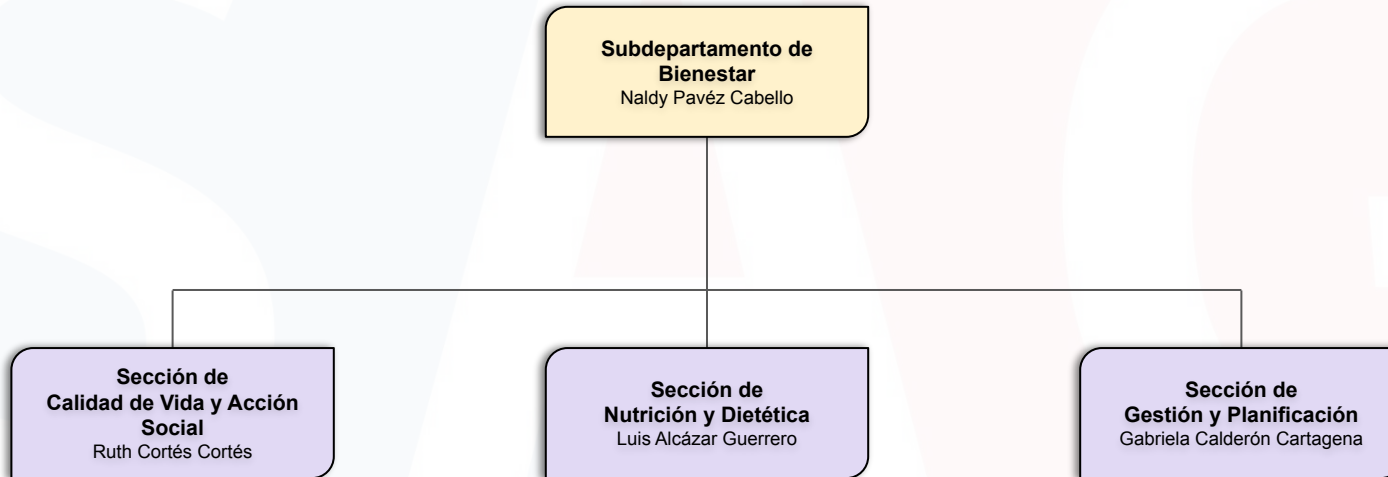 Subdepartamento de
Bienestar
Naldy Pavéz Cabello
Sección de
Calidad de Vida y Acción
Social
Ruth Cortés Cortés
Sección de
Nutrición y Dietética
Luis Alcázar Guerrero
Sección de
Gestión y Planificación
Gabriela Calderón Cartagena